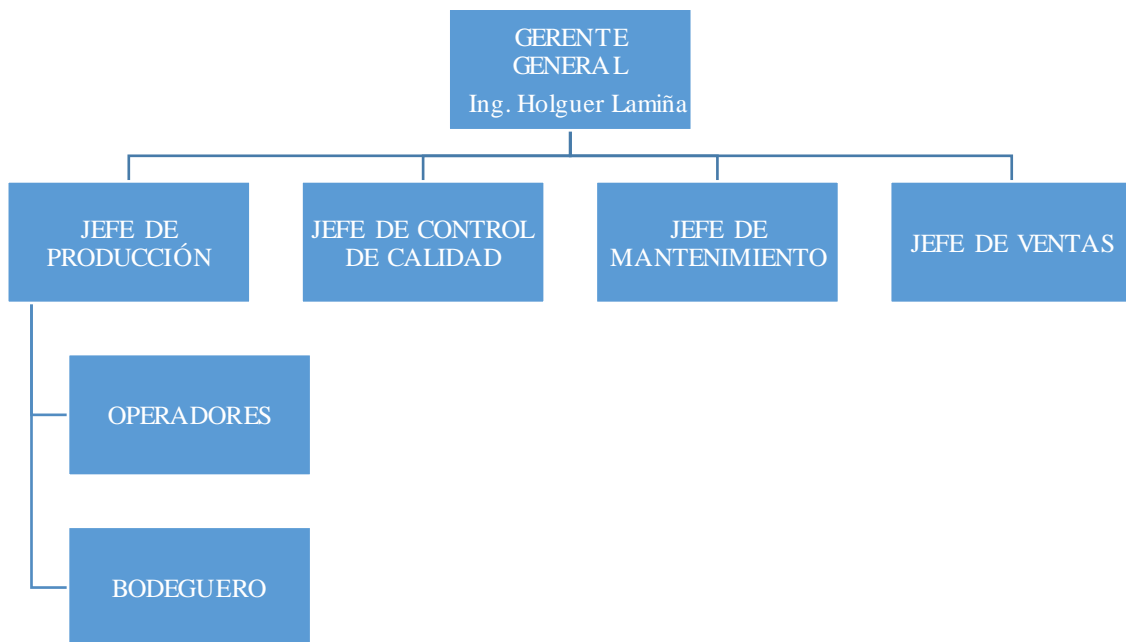 GERENTE
GENERAL
Ing. Holguer Lamiña
JEFE DE
PRODUCCIÓN
JEFE DE CONTROL
DE CALIDAD
JEFE DE
MANTENIMIENTO
JEFE DE VENTAS
OPERADORES
BODEGUERO